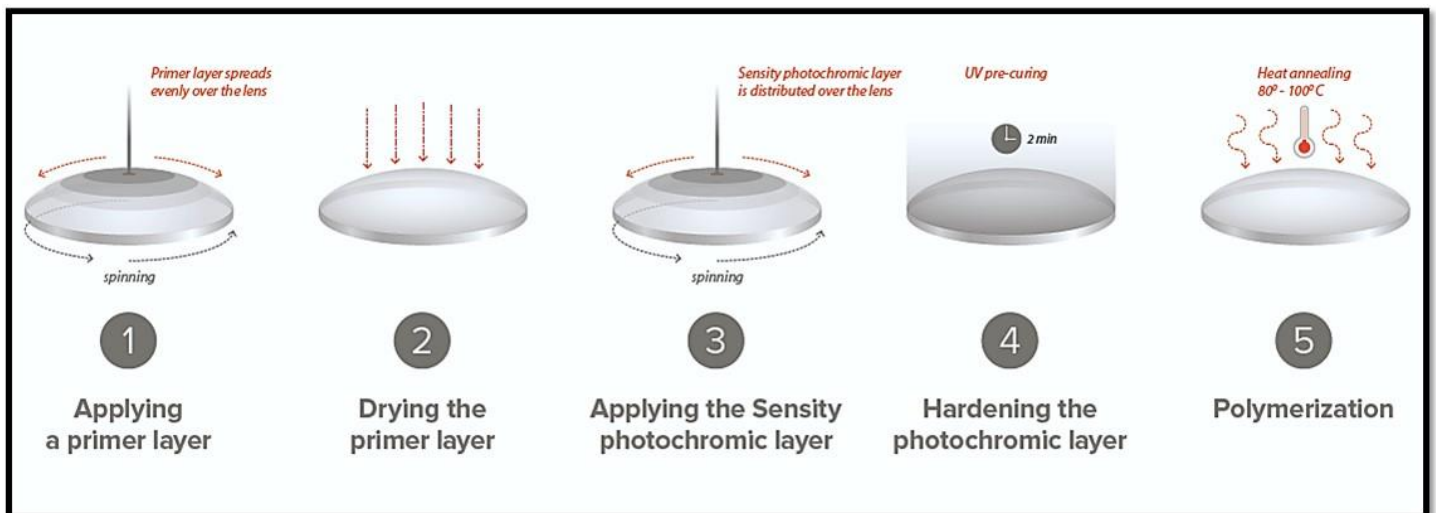 Primer layer spreads
evenly over the lens
spinning
1
Applying
a primer layer
2
Drying the
primer layer
Sensity photochromic layer
is distributed over the lens
spinning
3
Applying the Sensity
photochromic layer
UV pre-curing
2 min
4
Hardening the
photochromic layer
Heat annealing
80⁰ - 100⁰ C
5
Polymerization